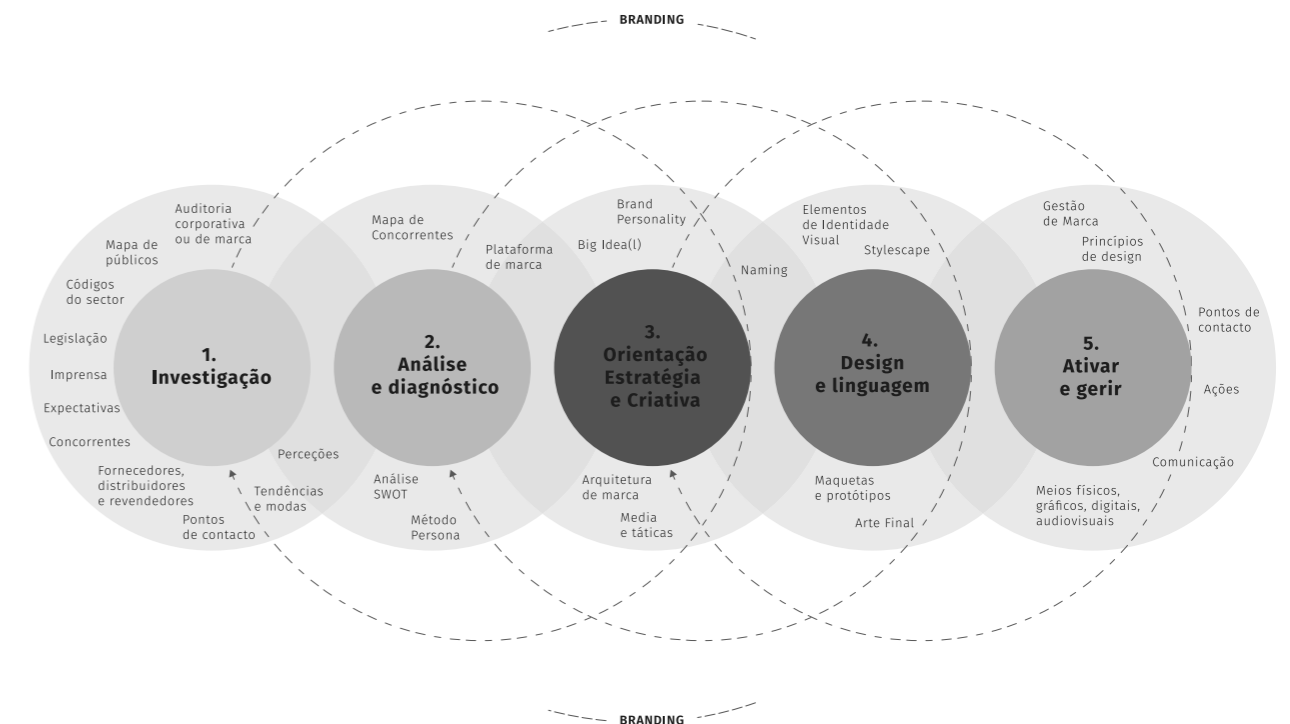 BRANDING
Auditoria
corporativa
ou de marca
Mapa de
públicos
Códigos
do sector
Legislação
Imprensa
Expectativas
Concorrentes
Fornecedores,
distribuidores
e revendedores
Pontos
de contacto
Tendências
e modas
Perceções
1.
Investigação
Mapa de
Concorrentes
Plataforma
de marca
2.
Análise
e diagnóstico
Análise
SWOT
Método
Persona
Brand
Personality
Big Idea(l)
Naming
3.
Orientação
Estratégia
e Criativa
Arquitetura
de marca
Media
e táticas
Elementos
de Identidade
Visual
Stylescape
4.
Design
e linguagem
Maquetas
e protótipos
Arte Final
Gestão
de Marca
Princípios
de design
Pontos de
contacto
Ações
Comunicação
5.
Ativar
e gerir
Meios físicos,
gráficos, digitais,
audiovisuais
BRANDING